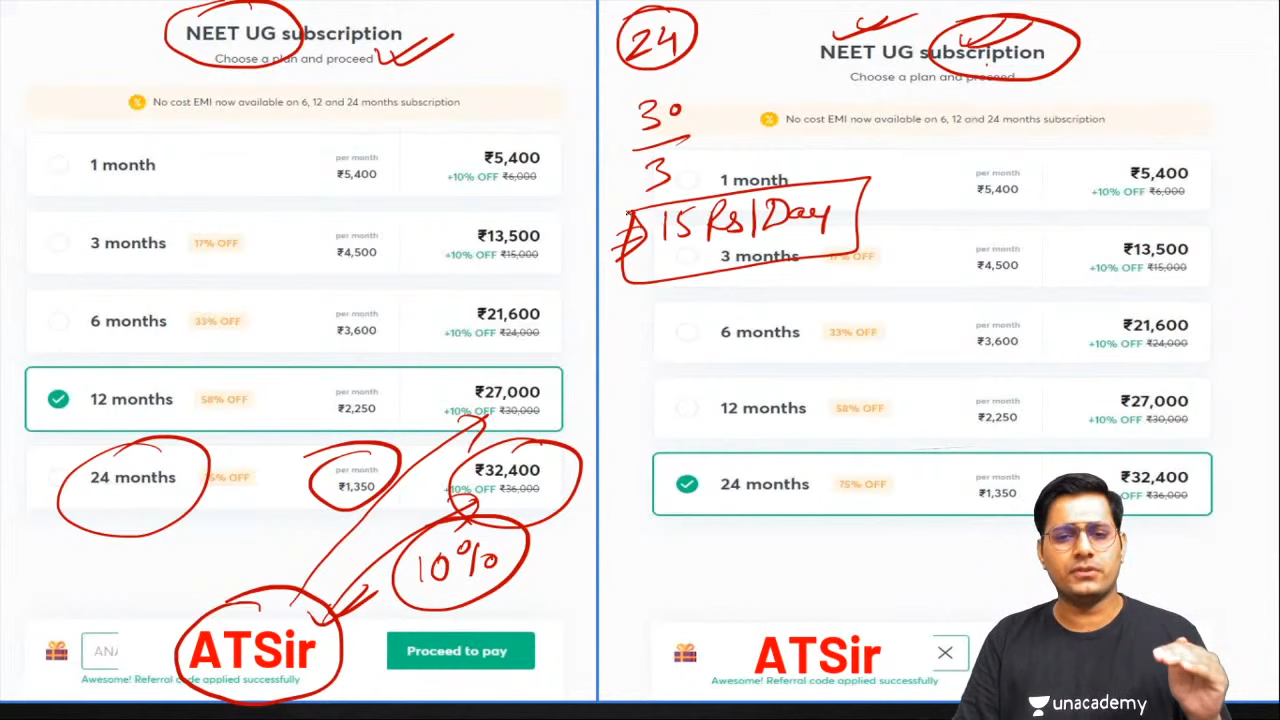 NEET UG subscription
Choose a plan and proceed
No cost EMI now available on 6, 12 and 24 months subscription
1 month
per month
₹5,400
₹5,400
+10% OFF ₹6,000
3 months 17% OFF
per month
₹4,500
₹13,500
+10% OFF ₹15,000
6 months 33% OFF
per month
₹3,600
₹21,600
+10% OFF ₹24,000
12 months 58% OFF
per month
₹2,250
₹27,000
+10% OFF ₹30,000
24 months 75% OFF
per month
₹1,350
₹32,400
+10% OFF ₹36,000
10%
ANA
ATSir
Proceed to pay
Awesome! Referral code applied successfully
24
NEET UG subscription
Choose a plan and proceed
No cost EMI now available on 6, 12 and 24 months subscription
30
3
15 Rs/Day
1 month
per month
₹5,400
₹5,400
+10% OFF ₹6,000
3 months 17% OFF
per month
₹4,500
₹13,500
+10% OFF ₹15,000
6 months 33% OFF
per month
₹3,600
₹21,600
+10% OFF ₹24,000
12 months 58% OFF
per month
₹2,250
₹27,000
+10% OFF ₹30,000
24 months 75% OFF
per month
₹1,350
₹32,400
OFF ₹36,000
ATSir
Awesome! Referral code applied successfully
unacademy